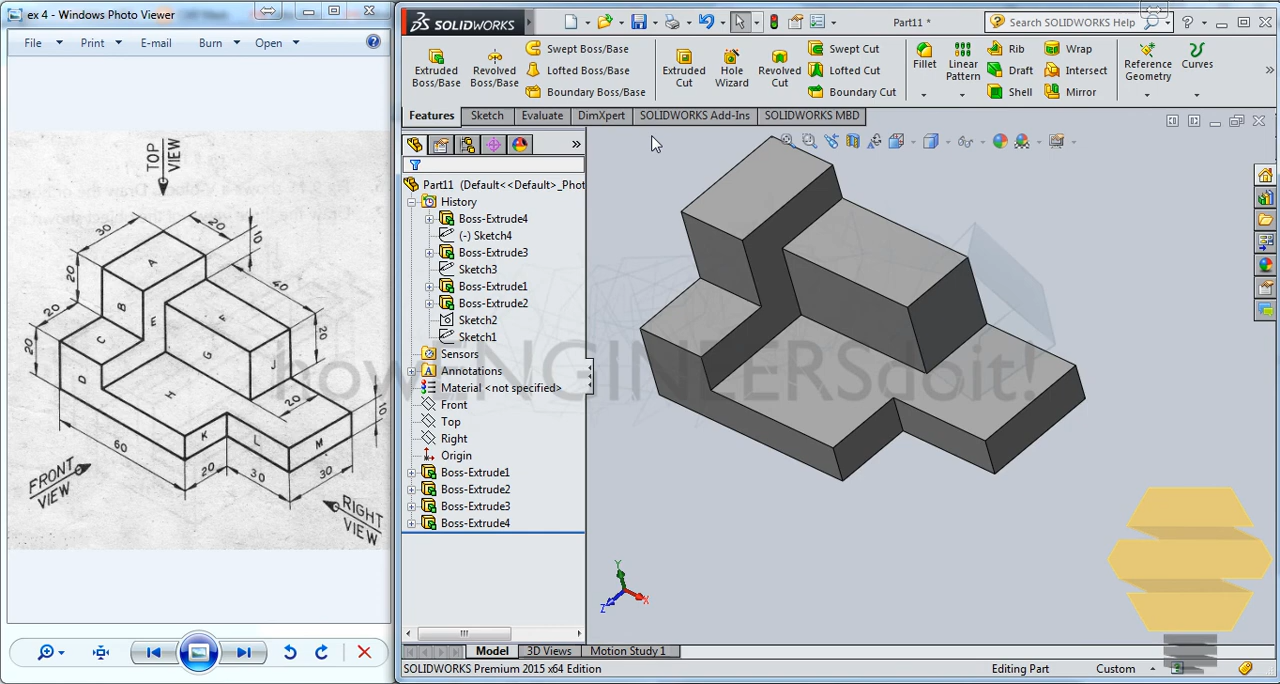 ex 4 - Windows Photo Viewer
File Print E-mail Burn Open
TOP
VIEW
30
20
10
20
A
40
B
20
E
F
20
C
G
20
J
D
H
20
10
K
L
M
60
20
30
30
FRONT
VIEW
RIGHT
VIEW
SOLIDWORKS
Part11 *
Search SOLIDWORKS Help
Extruded
Boss/Base
Revolved
Boss/Base
Swept Boss/Base
Lofted Boss/Base
Boundary Boss/Base
Extruded
Cut
Hole
Wizard
Revolved
Cut
Swept Cut
Lofted Cut
Boundary Cut
Fillet
Linear
Pattern
Rib
Draft
Shell
Wrap
Intersect
Mirror
Reference
Geometry
Curves
Features Sketch Evaluate DimXpert SOLIDWORKS Add-Ins SOLIDWORKS MBD
Part11 (Default<<Default>_Phot
History
Boss-Extrude4
(-) Sketch4
Boss-Extrude3
Sketch3
Boss-Extrude1
Boss-Extrude2
Sketch2
Sketch1
Sensors
Annotations
Material <not specified>
Front
Top
Right
Origin
Boss-Extrude1
Boss-Extrude2
Boss-Extrude3
Boss-Extrude4
howENGINEERSdoit!
Y
X
Z
Model 3D Views Motion Study 1
SOLIDWORKS Premium 2015 x64 Edition
Editing Part
Custom